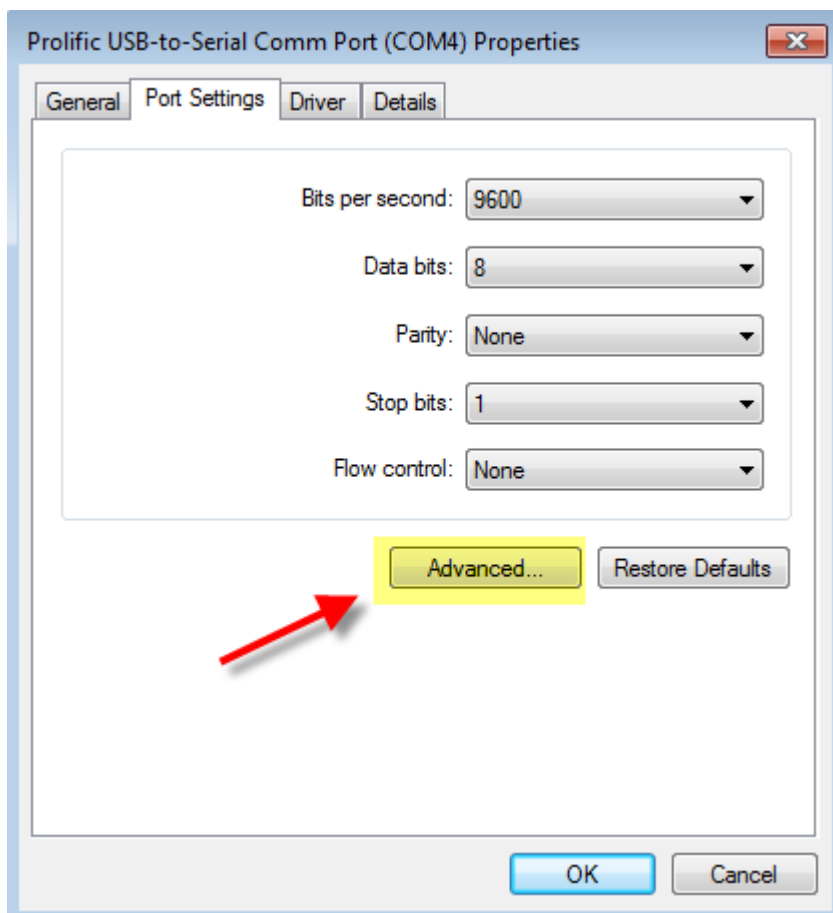 Prolific USB-to-Serial Comm Port (COM4) Properties
General Port Settings Driver Details
Bits per second: 9600
Data bits: 8
Parity: None
Stop bits: 1
Flow control: None
Advanced... Restore Defaults
OK Cancel